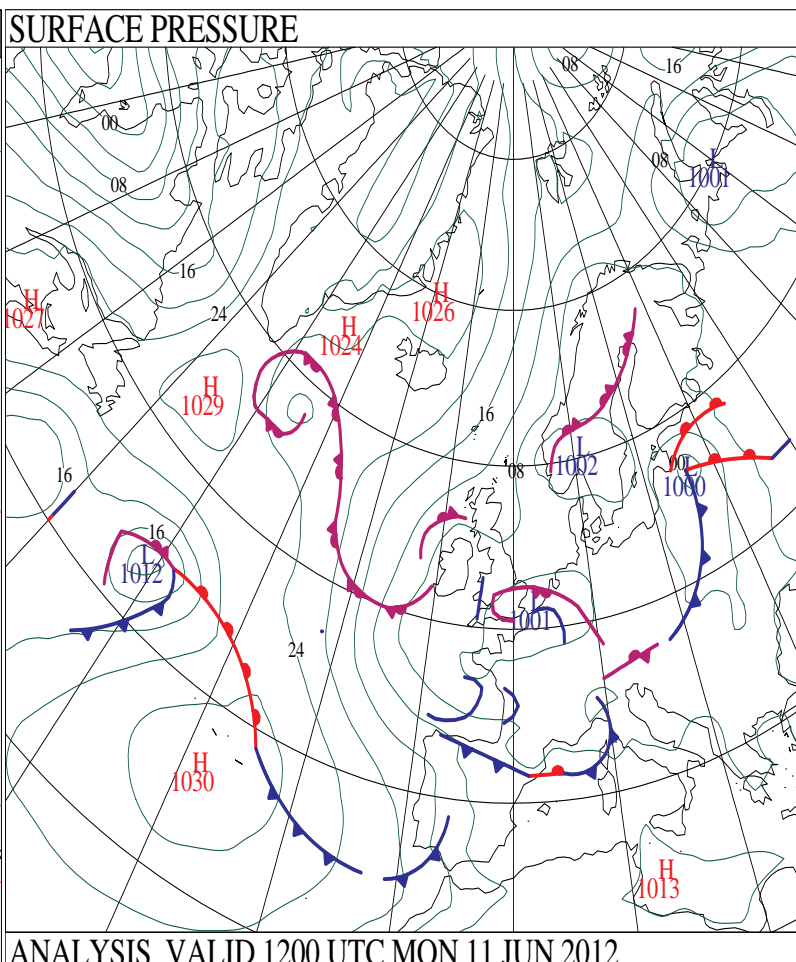 SURFACE PRESSURE
08
16
00
08
L
1001
08
16
H
1027
24
H
1026
H
1024
H
1029
16
16
L
1002
08
00
L
1000
16
L
1012
1001
24
H
1030
H
1013
ANALYSIS VALID 1200 UTC MON 11 JUN 2012